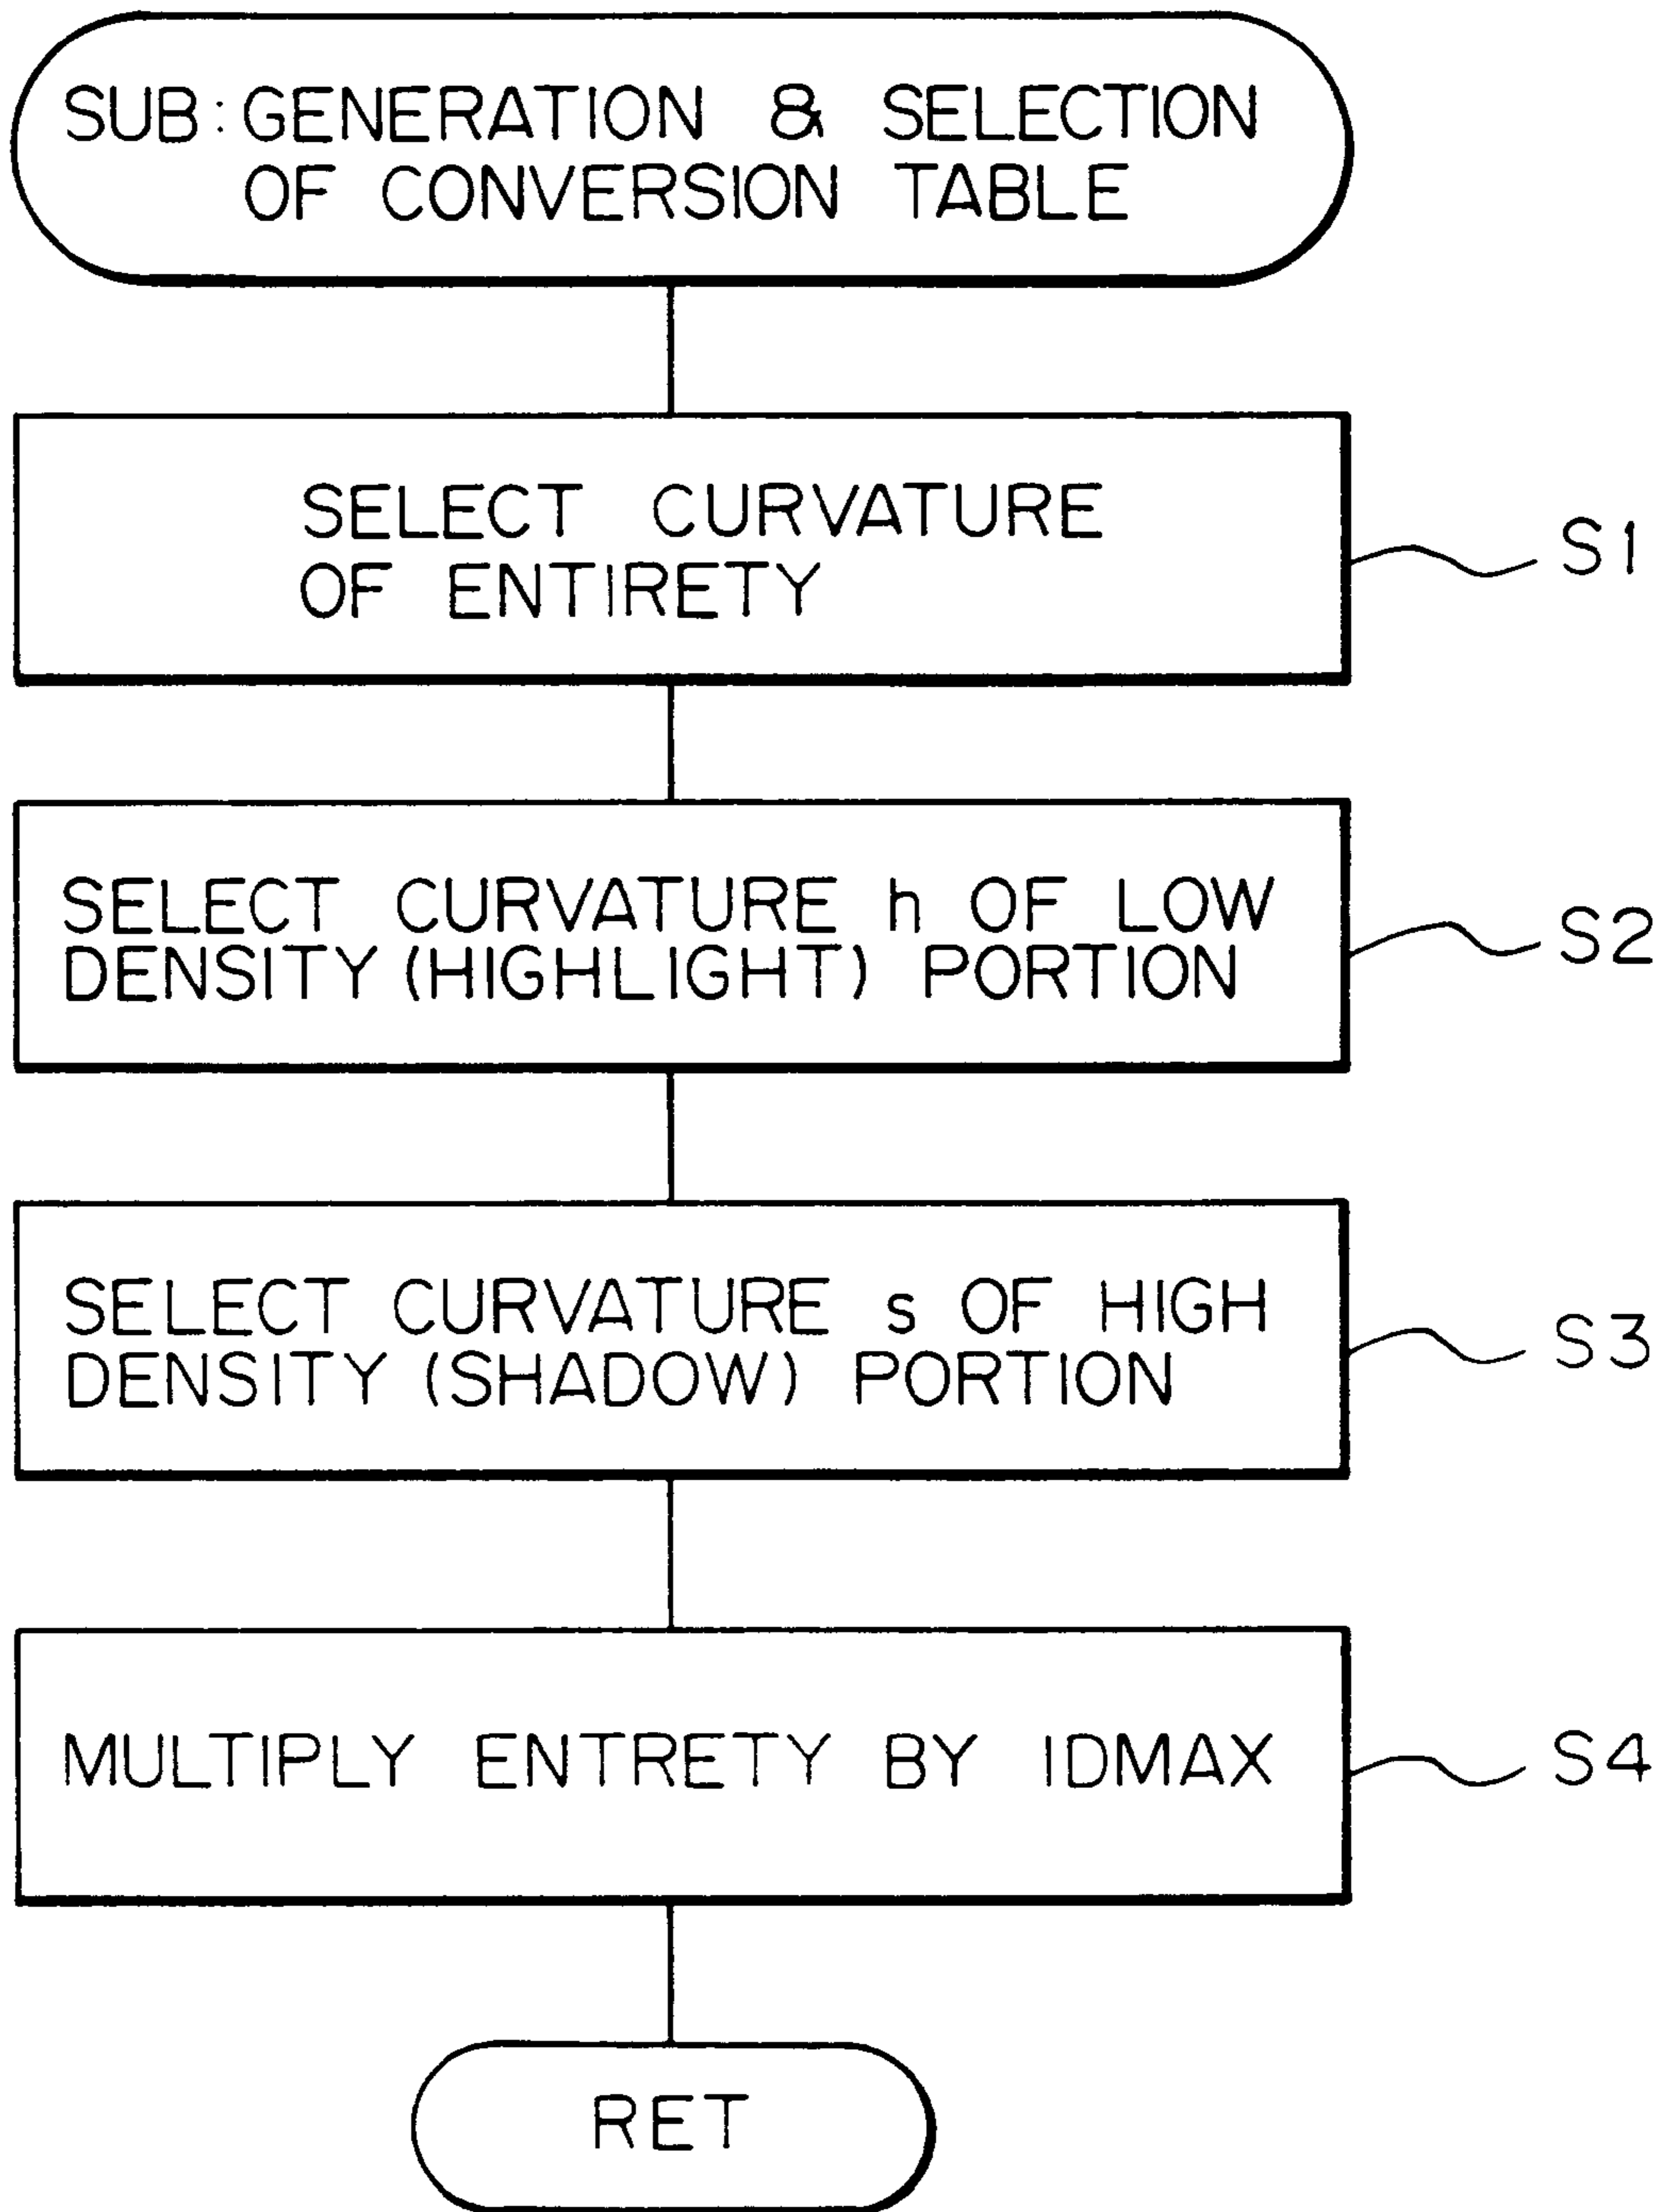 SUB: GENERATION & SELECTION
OF CONVERSION TABLE
SELECT CURVATURE
OF ENTIRETY
S1
SELECT CURVATURE h OF LOW
DENSITY (HIGHLIGHT) PORTION
S2
SELECT CURVATURE s OF HIGH
DENSITY (SHADOW) PORTION
S3
MULTIPLY ENTRETY BY IDMAX
S4
RET